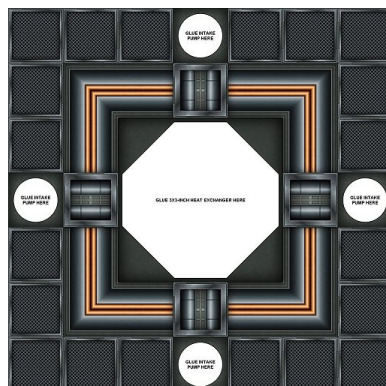 GLUE INTAKE
PUMP HERE
GLUE INTAKE
PUMP HERE
GLUE 3X3-INCH HEAT EXCHANGER HERE
GLUE INTAKE
PUMP HERE
GLUE INTAKE
PUMP HERE